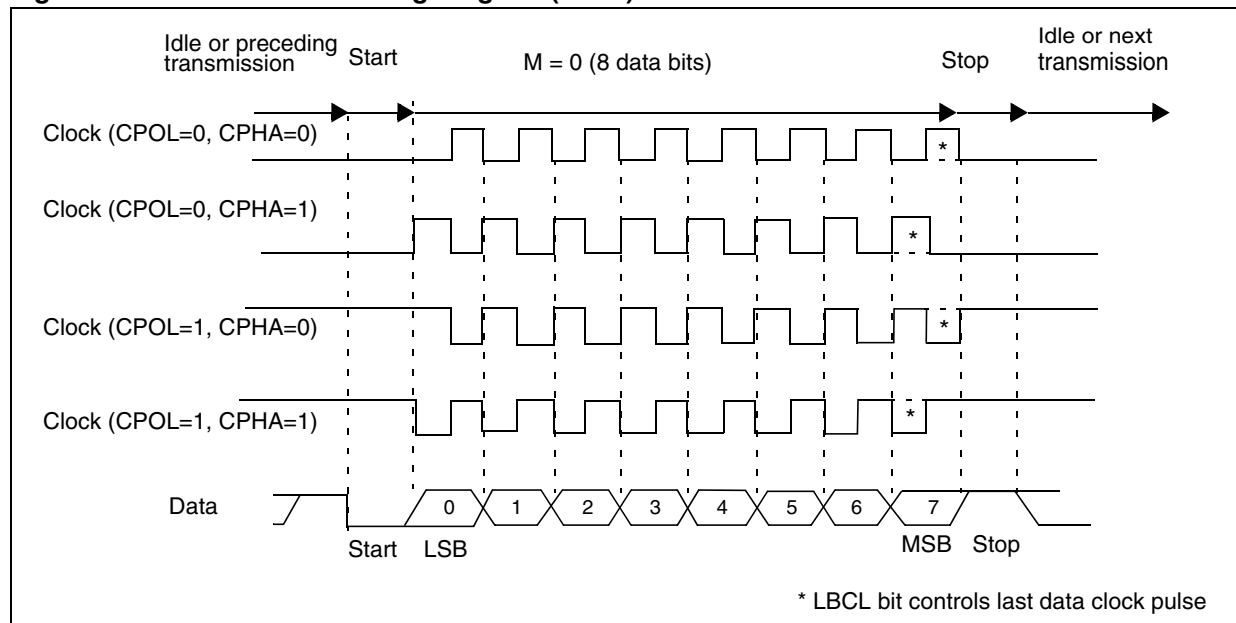 Idle or preceding
transmission
Start
M = 0 (8 data bits)
Stop
Idle or next
transmission
Clock (CPOL=0, CPHA=0)
*
Clock (CPOL=0, CPHA=1)
*
Clock (CPOL=1, CPHA=0)
*
Clock (CPOL=1, CPHA=1)
*
Data
0 1 2 3 4 5 6 7
Start LSB MSB Stop
* LBCL bit controls last data clock pulse